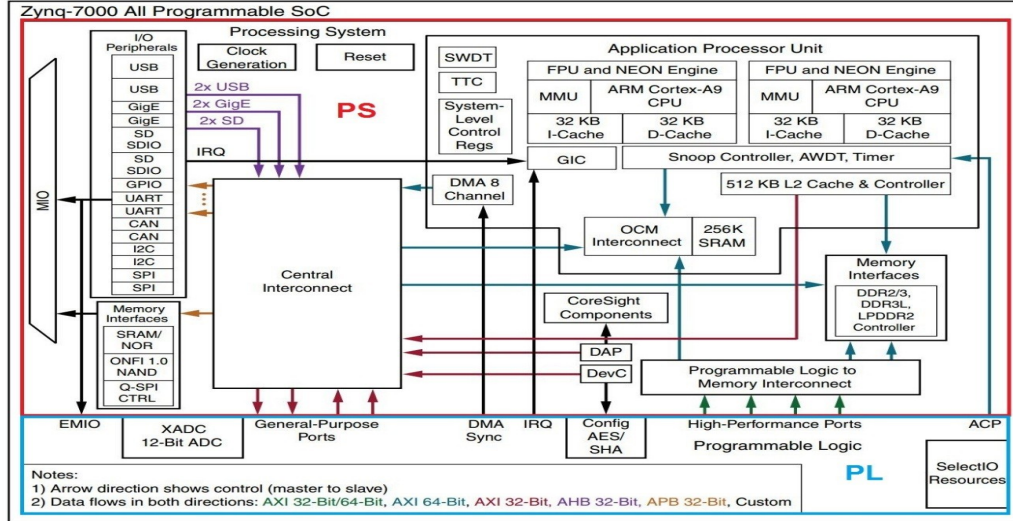 Zynq-7000 All Programmable SoC
I/O
Peripherals
USB
USB
GigE
GigE
SD
SDIO
SD
SDIO
GPIO
UART
UART
CAN
CAN
I2C
I2C
SPI
SPI
MIO
Memory
Interfaces
SRAM/
NOR
ONFI 1.0
NAND
Q-SPI
CTRL
Processing System
Clock
Generation
Reset
2x USB
2x GigE
2x SD
IRQ
PS
Central
Interconnect
Application Processor Unit
SWDT
TTC
System-
Level
Control
Regs
FPU and NEON Engine
MMU
ARM Cortex-A9
CPU
32 KB
I-Cache
32 KB
D-Cache
FPU and NEON Engine
MMU
ARM Cortex-A9
CPU
32 KB
I-Cache
32 KB
D-Cache
GIC
Snoop Controller, AWDT, Timer
DMA 8
Channel
512 KB L2 Cache & Controller
OCM
Interconnect
256K
SRAM
Memory
Interfaces
DDR2/3,
DDR3L,
LPDDR2
Controller
CoreSight
Components
DAP
DevC
Programmable Logic to
Memory Interconnect
EMIO
XADC
12-Bit ADC
General-Purpose
Ports
DMA
Sync
IRQ
Config
AES/
SHA
High-Performance Ports
ACP
Programmable Logic
PL
SelectIO
Resources
Notes:
1) Arrow direction shows control (master to slave)
2) Data flows in both directions: AXI 32-Bit/64-Bit, AXI 64-Bit, AXI 32-Bit, AHB 32-Bit, APB 32-Bit, Custom